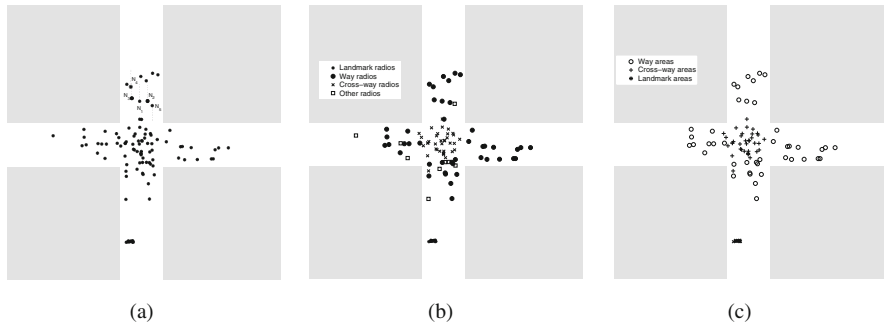 Landmark radios
Way radios
Cross-way radios
Other radios
Way areas
Cross-way areas
Landmark areas
(a)
(b)
(c)